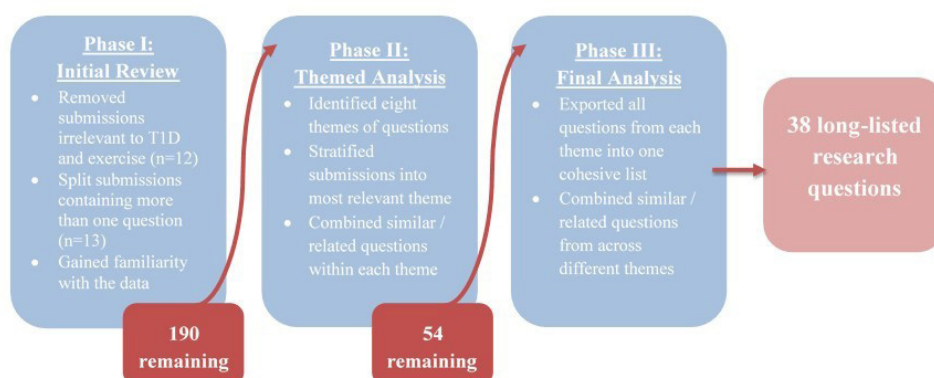 Phase I:
Initial Review
• Removed
submissions
irrelevant to T1D
and exercise (n=12)
• Split submissions
containing more
than one question
(n=13)
• Gained familiarity
with the data
190
remaining
Phase II:
Themed Analysis
• Identified eight
themes of questions
• Stratified
submissions into
most relevant theme
• Combined similar /
related questions
within each theme
54
remaining
Phase III:
Final Analysis
• Exported all
questions from each
theme into one
cohesive list
• Combined similar /
related questions
from across
different themes
38 long-listed
research
questions